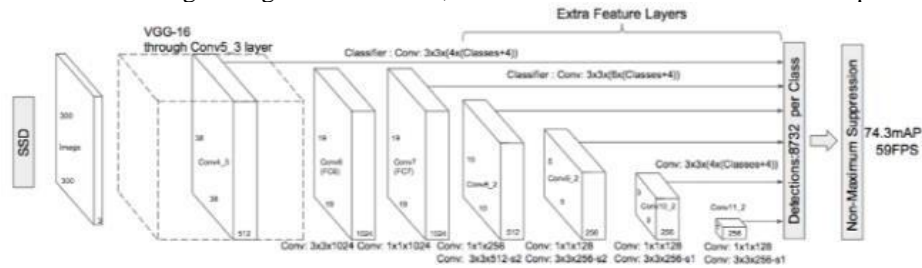 Extra Feature Layers
VGG-16
through Conv5_3 layer
Classifier : Conv: 3x3x(4x(Classes+4))
Classifier : Conv: 3x3x(6x(Classes+4))
SSD
300
Image
300
3
38
Conv4_3
38
512
19
Conv6
(FC6)
19
1024
19
Conv7
(FC7)
19
1024
10
Conv8_2
10
512
5
Conv9_2
5
256
Conv: 3x3x(4x(Classes+4))
3
Conv10_2
3
256
Conv11_2
256
Detections:8732 per Class
Non-Maximum Suppression
74.3mAP
59FPS
Conv: 3x3x1024
Conv: 1x1x1024
Conv: 1x1x256
Conv: 3x3x512-s2
Conv: 1x1x128
Conv: 3x3x256-s2
Conv: 1x1x128
Conv: 3x3x256-s1
Conv: 1x1x128
Conv: 3x3x256-s1